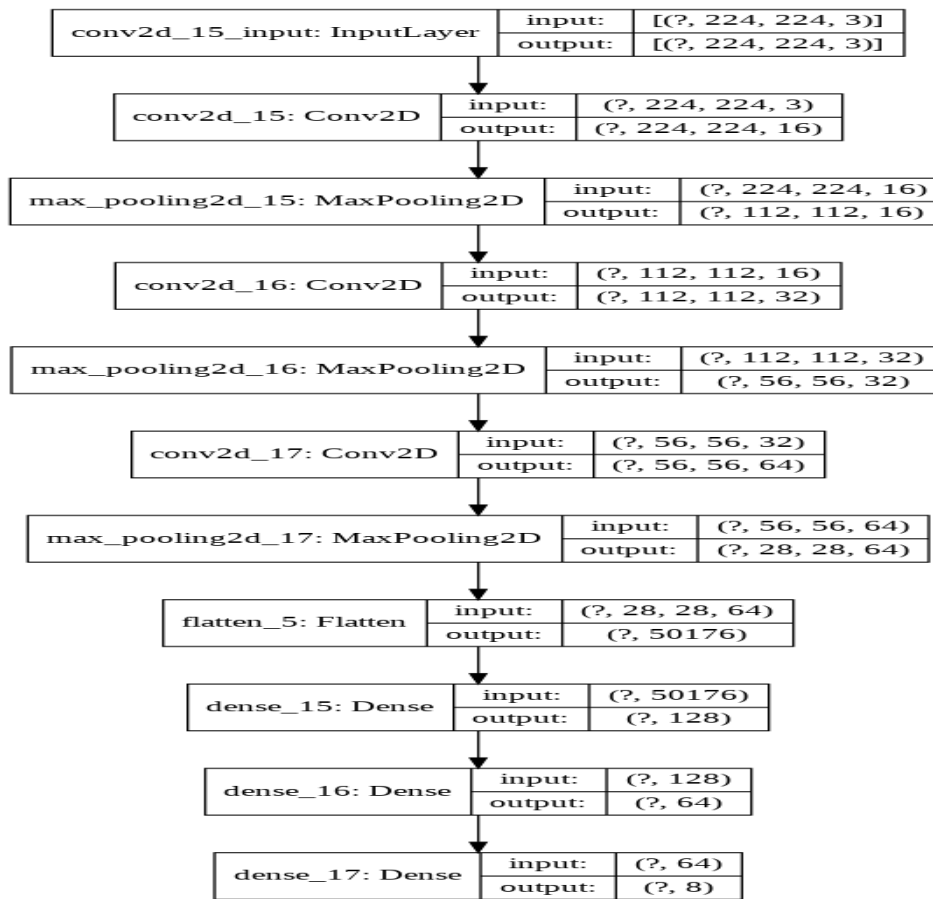 conv2d_15_input: InputLayer
input: [(?, 224, 224, 3)]
output: [(?, 224, 224, 3)]
conv2d_15: Conv2D
input: (?, 224, 224, 3)
output: (?, 224, 224, 16)
max_pooling2d_15: MaxPooling2D
input: (?, 224, 224, 16)
output: (?, 112, 112, 16)
conv2d_16: Conv2D
input: (?, 112, 112, 16)
output: (?, 112, 112, 32)
max_pooling2d_16: MaxPooling2D
input: (?, 112, 112, 32)
output: (?, 56, 56, 32)
conv2d_17: Conv2D
input: (?, 56, 56, 32)
output: (?, 56, 56, 64)
max_pooling2d_17: MaxPooling2D
input: (?, 56, 56, 64)
output: (?, 28, 28, 64)
flatten_5: Flatten
input: (?, 28, 28, 64)
output: (?, 50176)
dense_15: Dense
input: (?, 50176)
output: (?, 128)
dense_16: Dense
input: (?, 128)
output: (?, 64)
dense_17: Dense
input: (?, 64)
output: (?, 8)